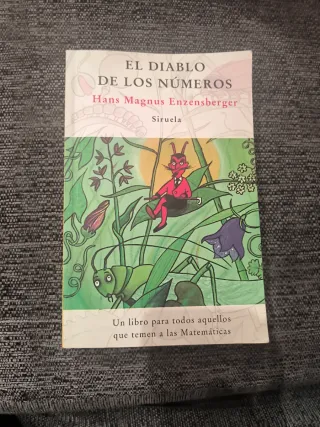 EL DIABLO
DE LOS NÚMEROS
Hans Magnus Enzensberger
Siruela
Un libro para todos aquellos
que temen a las Matemáticas